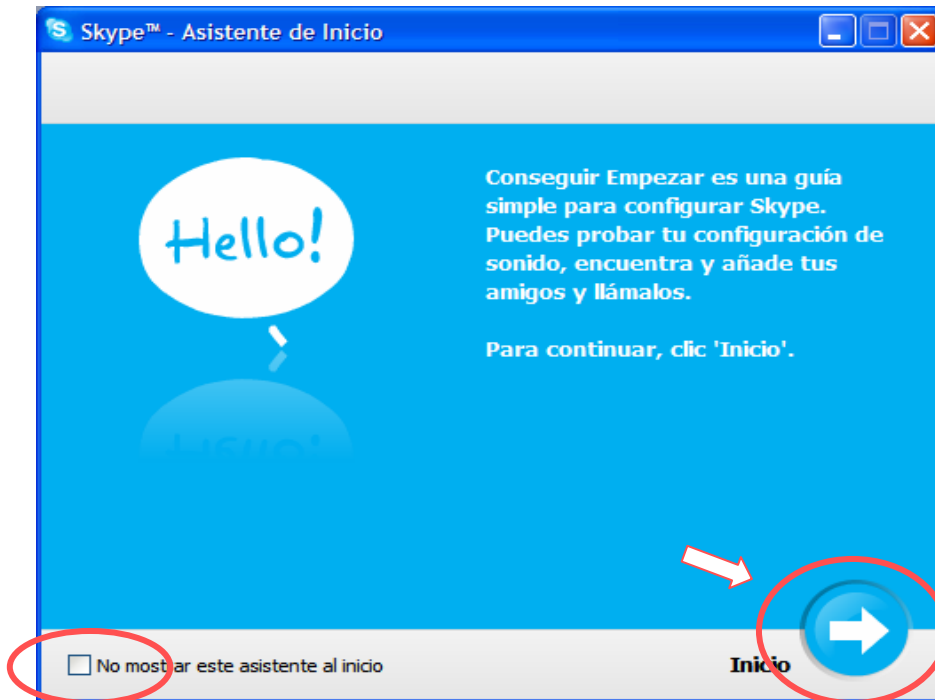 Skype™ - Asistente de Inicio
Hello!
Conseguir Empezar es una guía
simple para configurar Skype.
Puedes probar tu configuración de
sonido, encuentra y añade tus
amigos y llámalos.
Para continuar, clic 'Inicio'.
No mostrar este asistente al inicio
Inicio